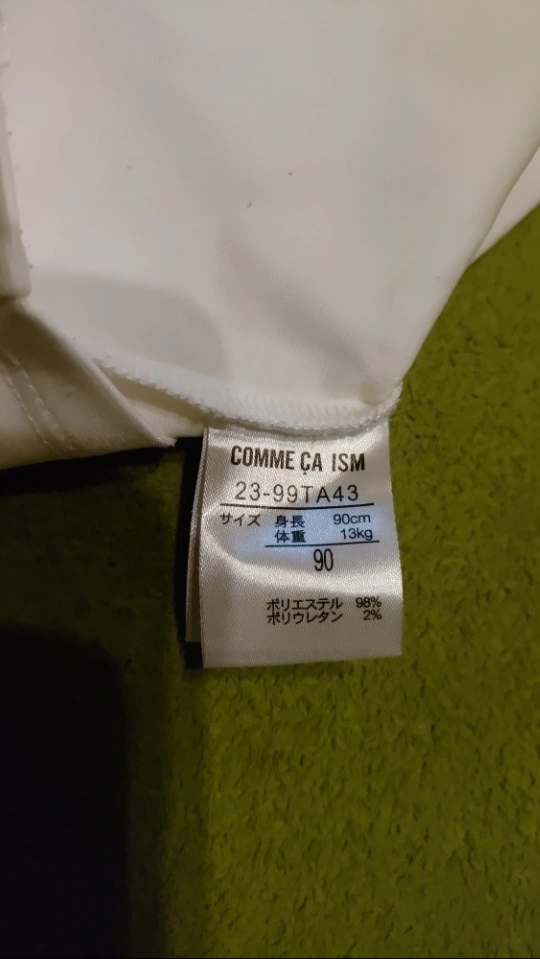 COMME ÇA ISM
23-99TA43
サイズ 身長 90cm
体重 13kg
90
ポリエステル 98%
ポリウレタン 2%